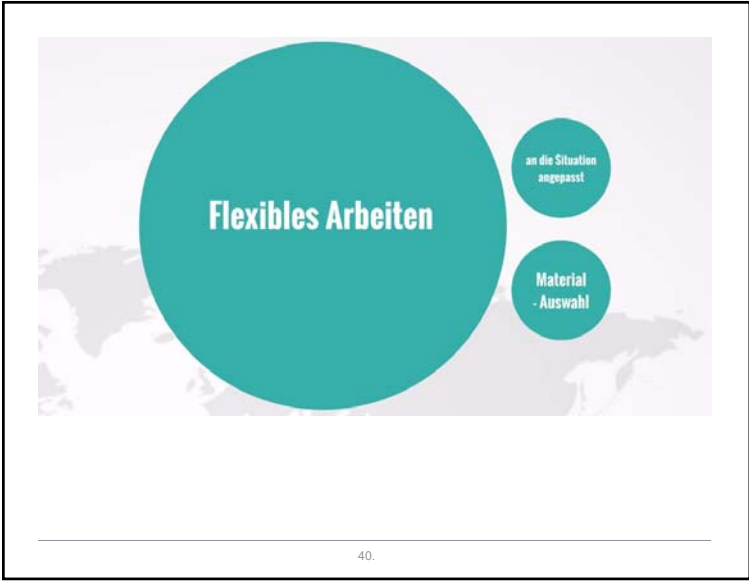 Flexibles Arbeiten
an die Situation
angepasst
Material
- Auswahl
40.